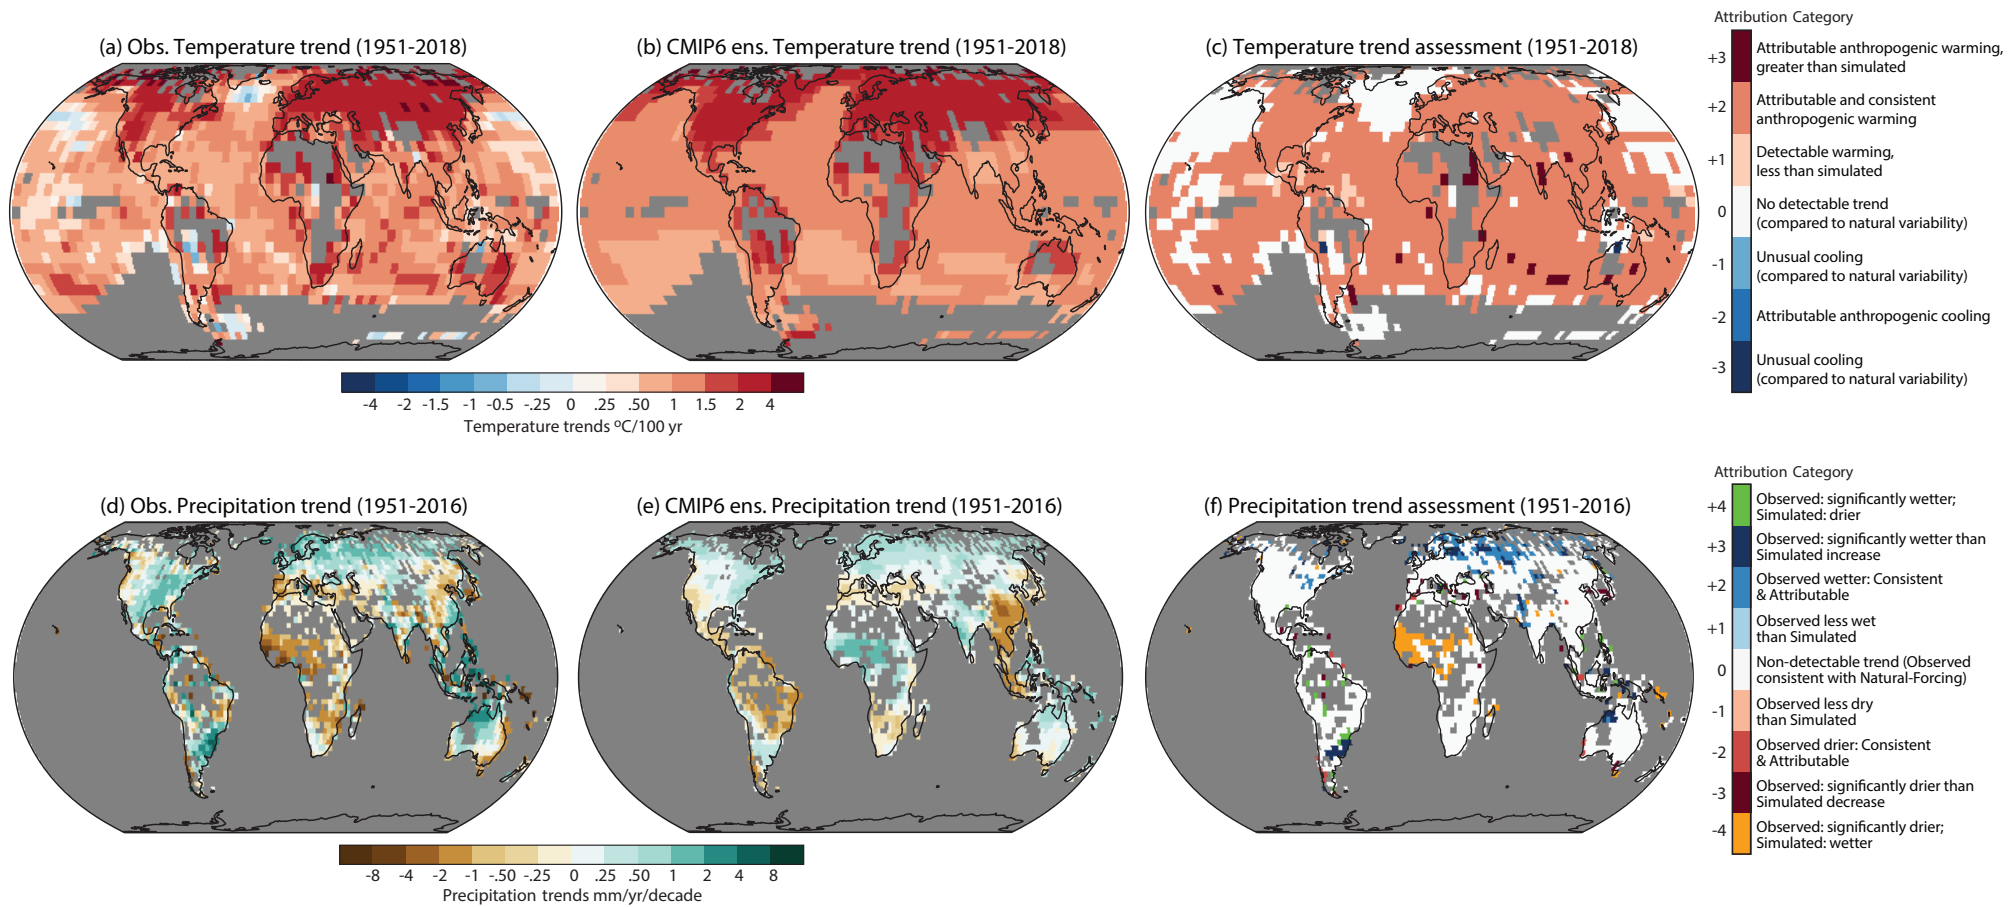 Attribution Category
(a) Obs. Temperature trend (1951-2018)
(b) CMIP6 ens. Temperature trend (1951-2018)
(c) Temperature trend assessment (1951-2018)
+3
Attributable anthropogenic warming,
greater than simulated
+2
Attributable and consistent
anthropogenic warming
+1
Detectable warming,
less than simulated
0
No detectable trend
(compared to natural variability)
-1
Unusual cooling
(compared to natural variability)
-2
Attributable anthropogenic cooling
-3
Unusual cooling
(compared to natural variability)
-4 -2 -1.5 -1 -0.5 -.25 0 .25 .50 1 1.5 2 4
Temperature trends ºC/100 yr
Attribution Category
(d) Obs. Precipitation trend (1951-2016)
(e) CMIP6 ens. Precipitation trend (1951-2016)
(f) Precipitation trend assessment (1951-2016)
+4
Observed: significantly wetter;
Simulated: drier
+3
Observed: significantly wetter than
Simulated increase
+2
Observed wetter: Consistent
& Attributable
+1
Observed less wet
than Simulated
0
Non-detectable trend (Observed
consistent with Natural-Forcing)
-1
Observed less dry
than Simulated
-2
Observed drier: Consistent
& Attributable
-3
Observed: significantly drier than
Simulated decrease
-4
Observed: significantly drier;
Simulated: wetter
-8 -4 -2 -1 -.50 -.25 0 .25 .50 1 2 4 8
Precipitation trends mm/yr/decade